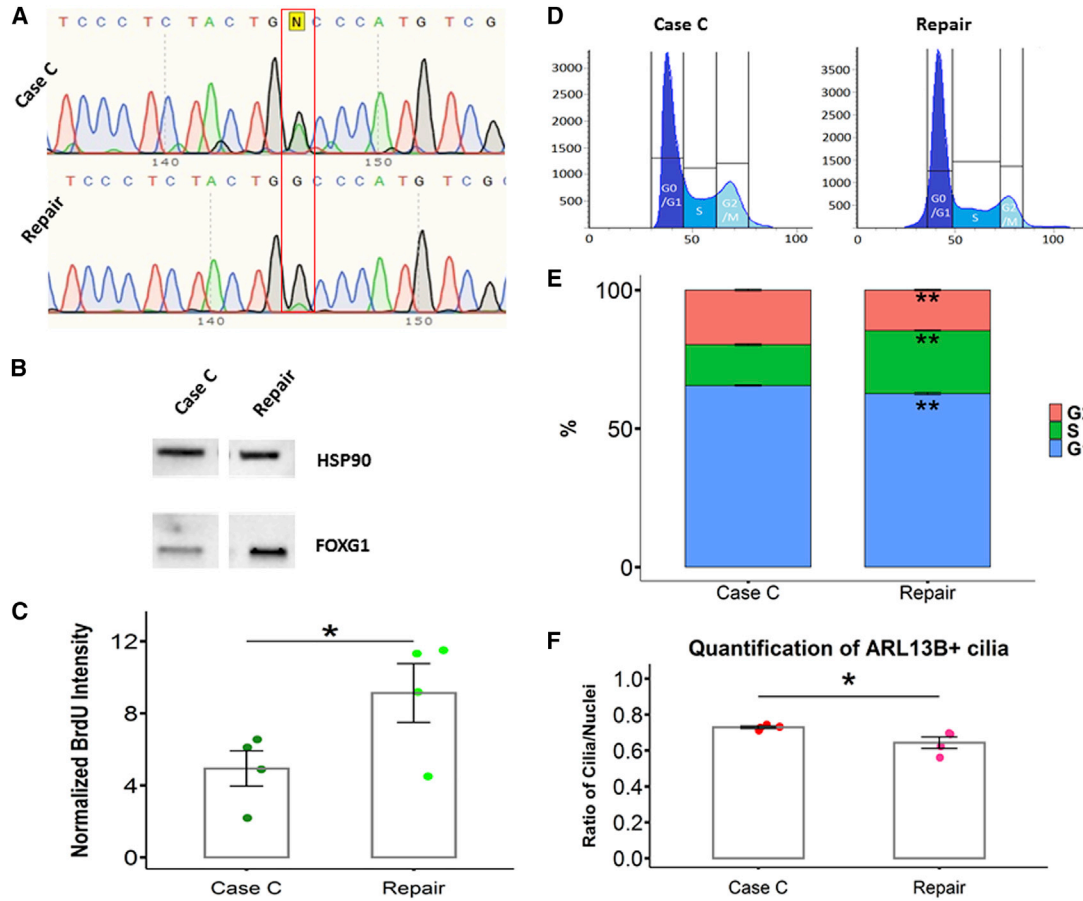 A
T C C C T C T A C T G N C C C A T G T C G
Case C
140 150
T C C C T C T A C T G G C C C A T G T C G C
Repair
140 150
B
Case C Repair
HSP90
FOXG1
C
Normalized BrdU Intensity
12
8
4
0
*
Case C Repair
D
Case C Repair
3000
2500
2000
1500
1000
500
0 50 100
G0/G1 S G2/M
3500
3000
2500
2000
1500
1000
500
0 50 100
G0/G1 S G2/M
E
100
50
0
%
**
**
**
S
Case C Repair
F
Quantification of ARL13B+ cilia
Ratio of Cilia/Nuclei
1.0
0.8
0.6
0.4
0.2
0.0
*
Case C Repair